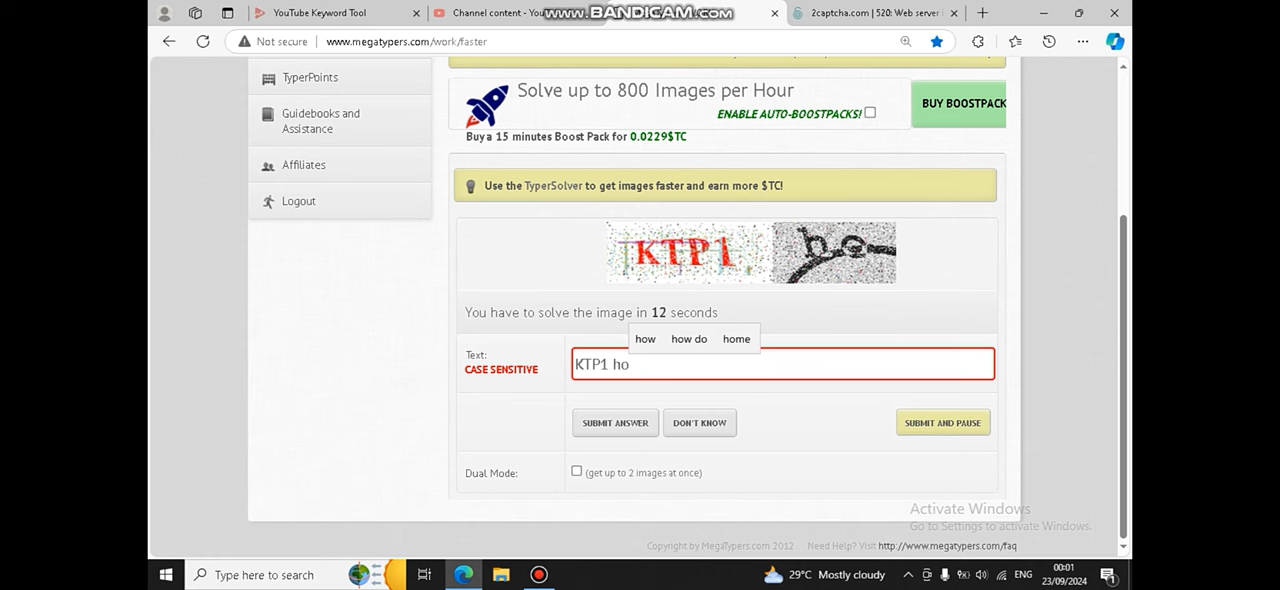 YouTube Keyword Tool
Channel content - You
www.BANDICAM.com
2captcha.com | 520: Web server i
Not secure
www.megatypers.com/work/faster
TyperPoints
Guidebooks and
Assistance
Affiliates
Logout
Solve up to 800 Images per Hour
ENABLE AUTO-BOOSTPACKS!
BUY BOOSTPACK
Buy a 15 minutes Boost Pack for 0.0229$TC
Use the TyperSolver to get images faster and earn more $TC!
KTP1 ho
You have to solve the image in 12 seconds
how how do home
Text:
CASE SENSITIVE
KTP1 ho
SUBMIT ANSWER DON'T KNOW SUBMIT AND PAUSE
Dual Mode: (get up to 2 images at once)
Activate Windows
Go to Settings to activate Windows.
Copyright by MegaTypers.com 2012 Need Help? Visit http://www.megatypers.com/faq
Type here to search
29°C Mostly cloudy
ENG
00:01
23/09/2024
1